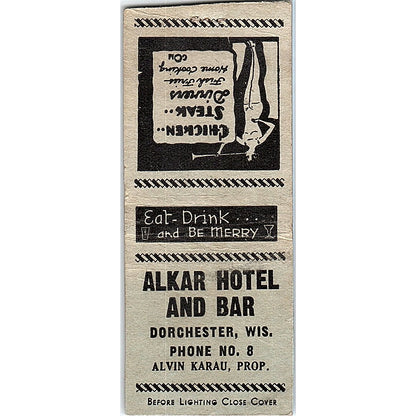 CHICKEN..
STEAK..
Dinners
Fish Fries
Home Cooking
Eat-Drink....
and BE MERRY
ALKAR HOTEL
AND BAR
DORCHESTER, WIS.
PHONE NO. 8
ALVIN KARAU, PROP.
BEFORE LIGHTING CLOSE COVER